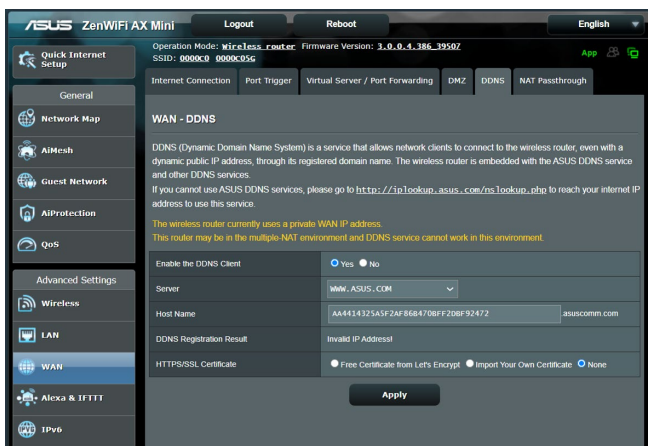 ASUS ZenWiFi AX Mini Logout Reboot English
Quick Internet Setup
General
Network Map
AiMesh
Guest Network
AiProtection
QoS
Advanced Settings
Wireless
LAN
WAN
Alexa & IFTTT
IPv6
Operation Mode: Wireless router Firmware Version: 3.0.0.4.386_39507
SSID: 0000C0 0000C05G
App
Internet Connection Port Trigger Virtual Server / Port Forwarding DMZ DDNS NAT Passthrough
WAN - DDNS
DDNS (Dynamic Domain Name System) is a service that allows network clients to connect to the wireless router, even with a
dynamic public IP address, through its registered domain name. The wireless router is embedded with the ASUS DDNS service
and other DDNS services.
If you cannot use ASUS DDNS services, please go to http://iplookup.asus.com/nslookup.php to reach your internet IP
address to use this service.
The wireless router currently uses a private WAN IP address.
This router may be in the multiple-NAT environment and DDNS service cannot work in this environment.
Enable the DDNS Client Yes No
Server WWW.ASUS.COM
Host Name AA4414325A5F2AF86B470BFF2DBF92472 .asuscomm.com
DDNS Registration Result Invalid IP Address!
HTTPS/SSL Certificate Free Certificate from Let's Encrypt Import Your Own Certificate None
Apply